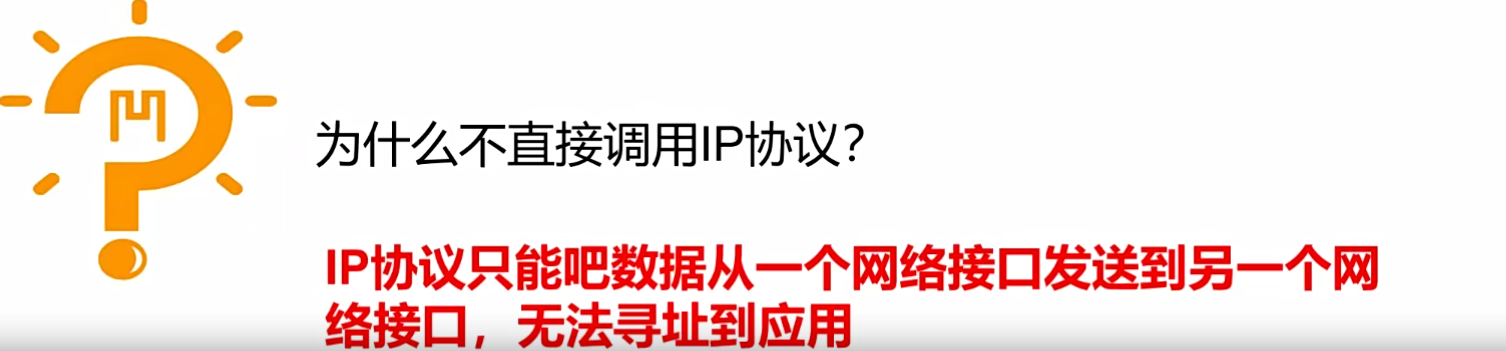 为什么不直接调用IP协议?
IP协议只能吧数据从一个网络接口发送到另一个网
络接口，无法寻址到应用